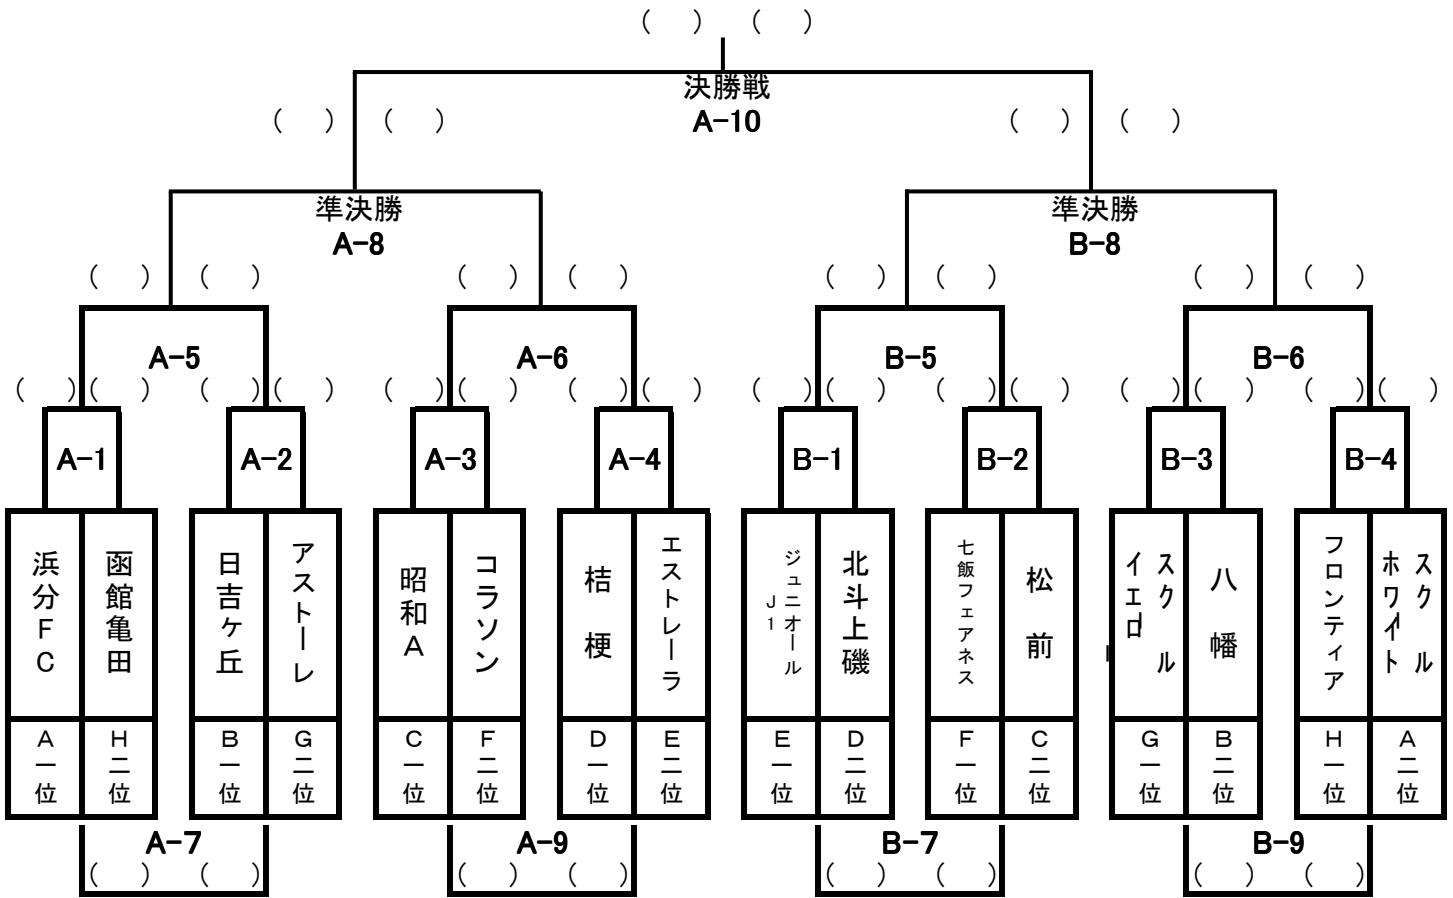 （　）（　）
決勝戦
A-10
（　）（　）（　）（　）
準決勝 準決勝
A-8 B-8
（　）（　）（　）（　）（　）（　）（　）（　）
A-5 A-6 B-5 B-6
（　）（　）（　）（　）（　）（　）（　）（　）（　）（　）（　）（　）（　）（　）（　）（　）
A-1 A-2 A-3 A-4 B-1 B-2 B-3 B-4
浜分FC
函館亀田
日吉ケ丘
アストーレ
昭和A
コラソン
桔梗
エストレーラ
ジュニオール
J1
北斗上磯
七飯フェアネス
松前
スクール
イエロー
八幡
フロンティア
スクール
ホワイト
A一位
H二位
B一位
G二位
C一位
F二位
D一位
E二位
E一位
D二位
F一位
C二位
G一位
B二位
H一位
A二位
A-7 A-9 B-7 B-9
（　）（　）（　）（　）（　）（　）（　）（　）